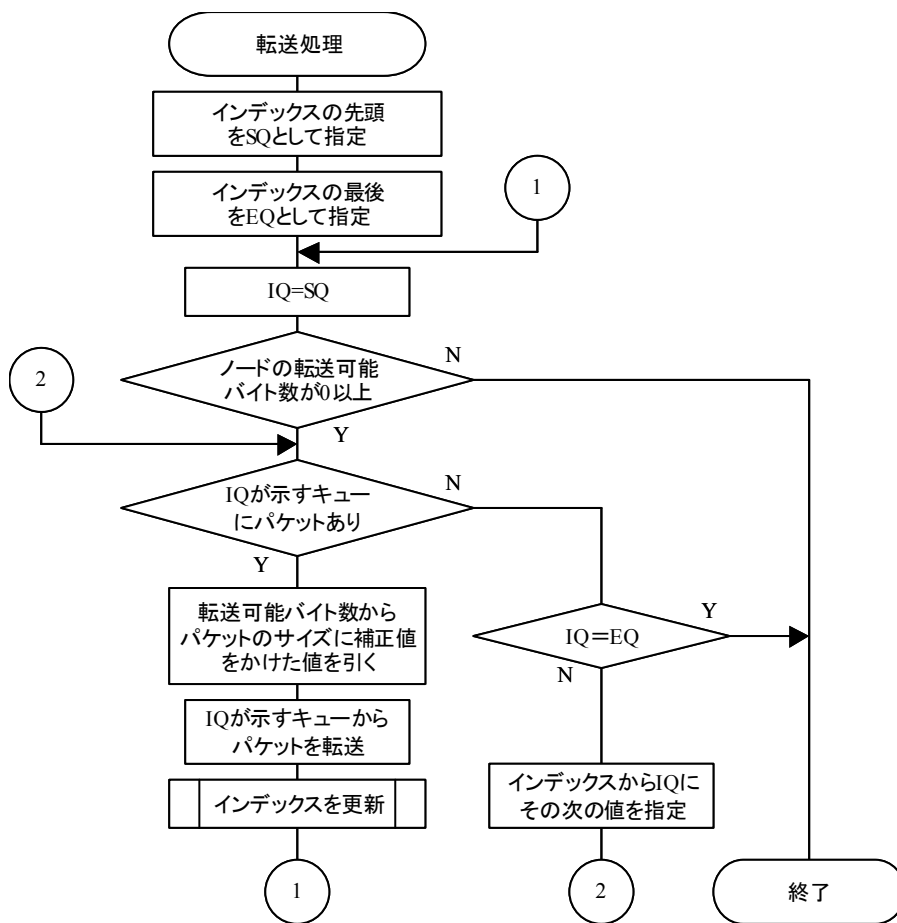 転送処理
インデックスの先頭
をSQとして指定
インデックスの最後
をEQとして指定
1
IQ=SQ
ノードの転送可能
バイト数が0以上
N
2
Y
IQが示すキュー
にパケットあり
N
Y
転送可能バイト数から
パケットのサイズに補正値
をかけた値を引く
IQ＝EQ
Y
N
IQが示すキューから
パケットを転送
インデックスを更新
インデックスからIQに
その次の値を指定
1
2
終了